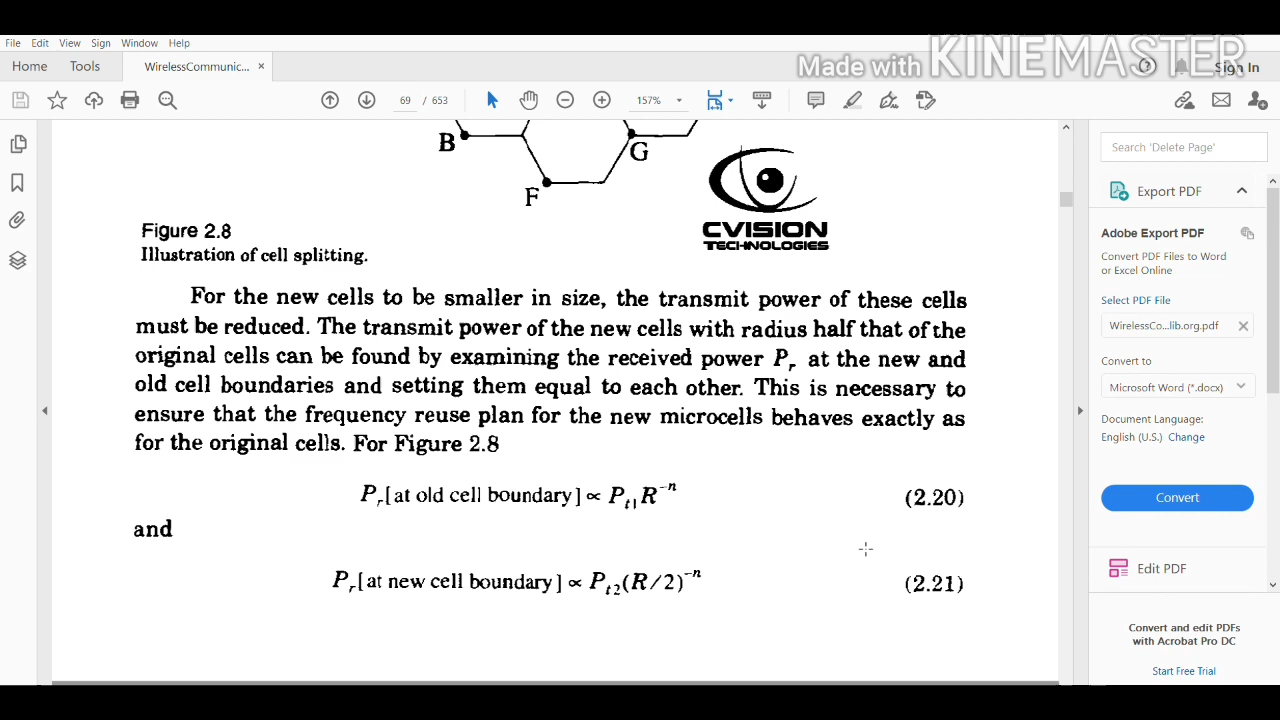 Made with KINEMASTER
File Edit View Sign Window Help
Home Tools WirelessCommunic... × Sign In
69 / 653 157%
B G
F
CVISION
TECHNOLOGIES
Figure 2.8
Illustration of cell splitting.
For the new cells to be smaller in size, the transmit power of these cells
must be reduced. The transmit power of the new cells with radius half that of the
original cells can be found by examining the received power Pᵣ at the new and
old cell boundaries and setting them equal to each other. This is necessary to
ensure that the frequency reuse plan for the new microcells behaves exactly as
for the original cells. For Figure 2.8
Pᵣ[at old cell boundary] ∝ Pₜ₁R⁻ⁿ (2.20)
and
Pᵣ[at new cell boundary] ∝ Pₜ₂(R/2)⁻ⁿ (2.21)
Search 'Delete Page'
Export PDF
Adobe Export PDF
Convert PDF Files to Word
or Excel Online
Select PDF File
WirelessCo...lib.org.pdf
Convert to
Microsoft Word (*.docx)
Document Language:
English (U.S.) Change
Convert
Edit PDF
Convert and edit PDFs
with Acrobat Pro DC
Start Free Trial